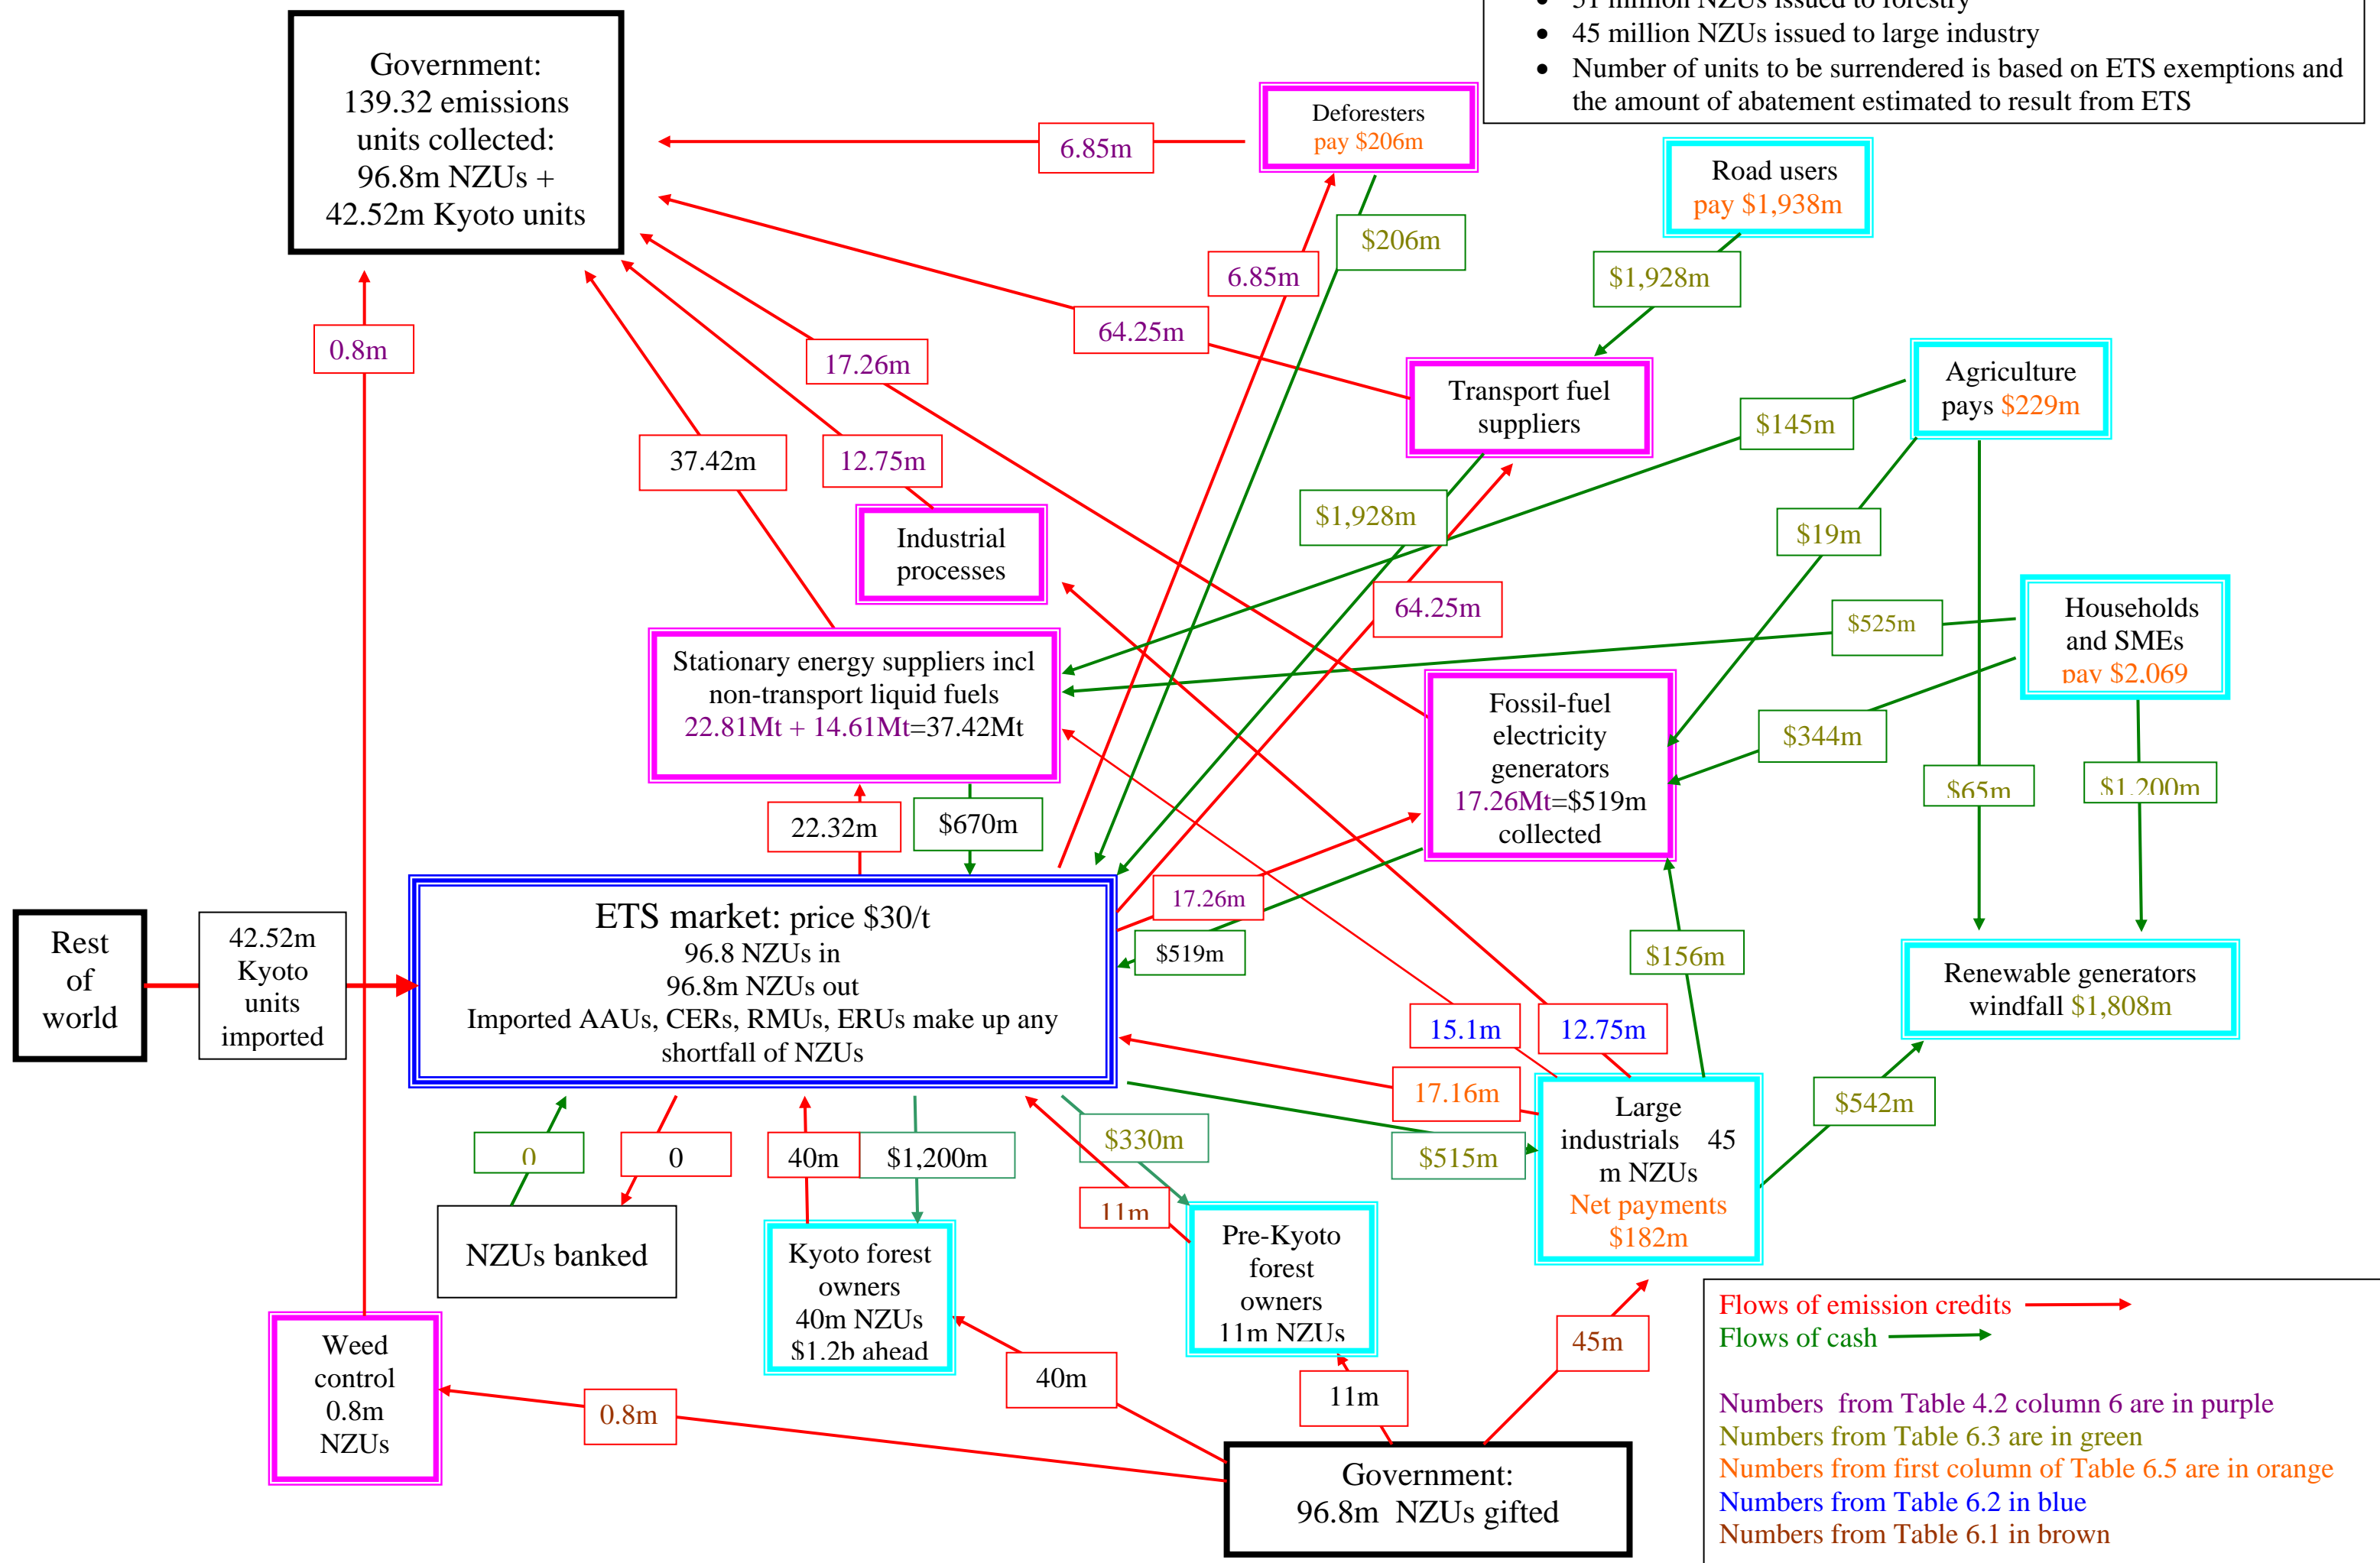 51 million NZUs issued to forestry
• 45 million NZUs issued to large industry
• Number of units to be surrendered is based on ETS exemptions and
the amount of abatement estimated to result from ETS
Government:
139.32 emissions
units collected:
96.8m NZUs +
42.52m Kyoto units
Deforesters
pay $206m
6.85m
Road users
pay $1,938m
$206m
6.85m
$1,928m
64.25m
0.8m
17.26m
Transport fuel
suppliers
Agriculture
pays $229m
$145m
37.42m
12.75m
$1,928m
$19m
Industrial
processes
64.25m
$525m
Households
and SMEs
pay $2,069
Stationary energy suppliers incl
non-transport liquid fuels
22.81Mt + 14.61Mt=37.42Mt
Fossil-fuel
electricity
generators
17.26Mt=$519m
collected
$344m
$65m
$1,200m
22.32m
$670m
17.26m
$519m
Rest
of
world
42.52m
Kyoto
units
imported
ETS market: price $30/t
96.8 NZUs in
96.8m NZUs out
Imported AAUs, CERs, RMUs, ERUs make up any
shortfall of NZUs
$156m
Renewable generators
windfall $1,808m
15.1m
12.75m
17.16m
$542m
Large
industrials 45
m NZUs
Net payments
$182m
0
0
40m
$1,200m
$330m
$515m
11m
NZUs banked
Kyoto forest
owners
40m NZUs
$1.2b ahead
Pre-Kyoto
forest
owners
11m NZUs
Weed
control
0.8m
NZUs
0.8m
40m
11m
45m
Government:
96.8m NZUs gifted
Flows of emission credits
Flows of cash
Numbers from Table 4.2 column 6 are in purple
Numbers from Table 6.3 are in green
Numbers from first column of Table 6.5 are in orange
Numbers from Table 6.2 in blue
Numbers from Table 6.1 in brown